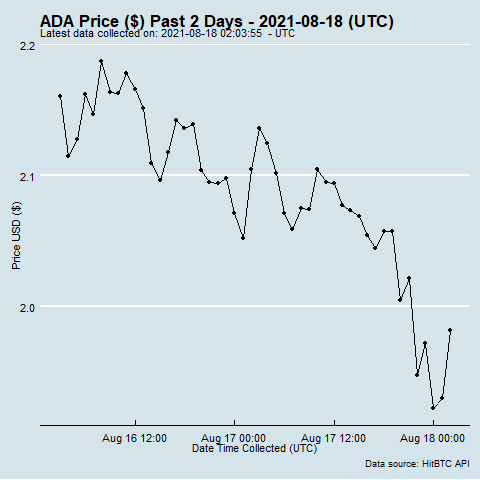 ADA Price ($) Past 2 Days - 2021-08-18 (UTC)
Latest data collected on: 2021-08-18 02:03:55  - UTC
2.2
2.1
2.0
Price USD ($)
Aug 16 12:00
Aug 17 00:00
Aug 17 12:00
Aug 18 00:00
Date Time Collected (UTC)
Data source: HitBTC API